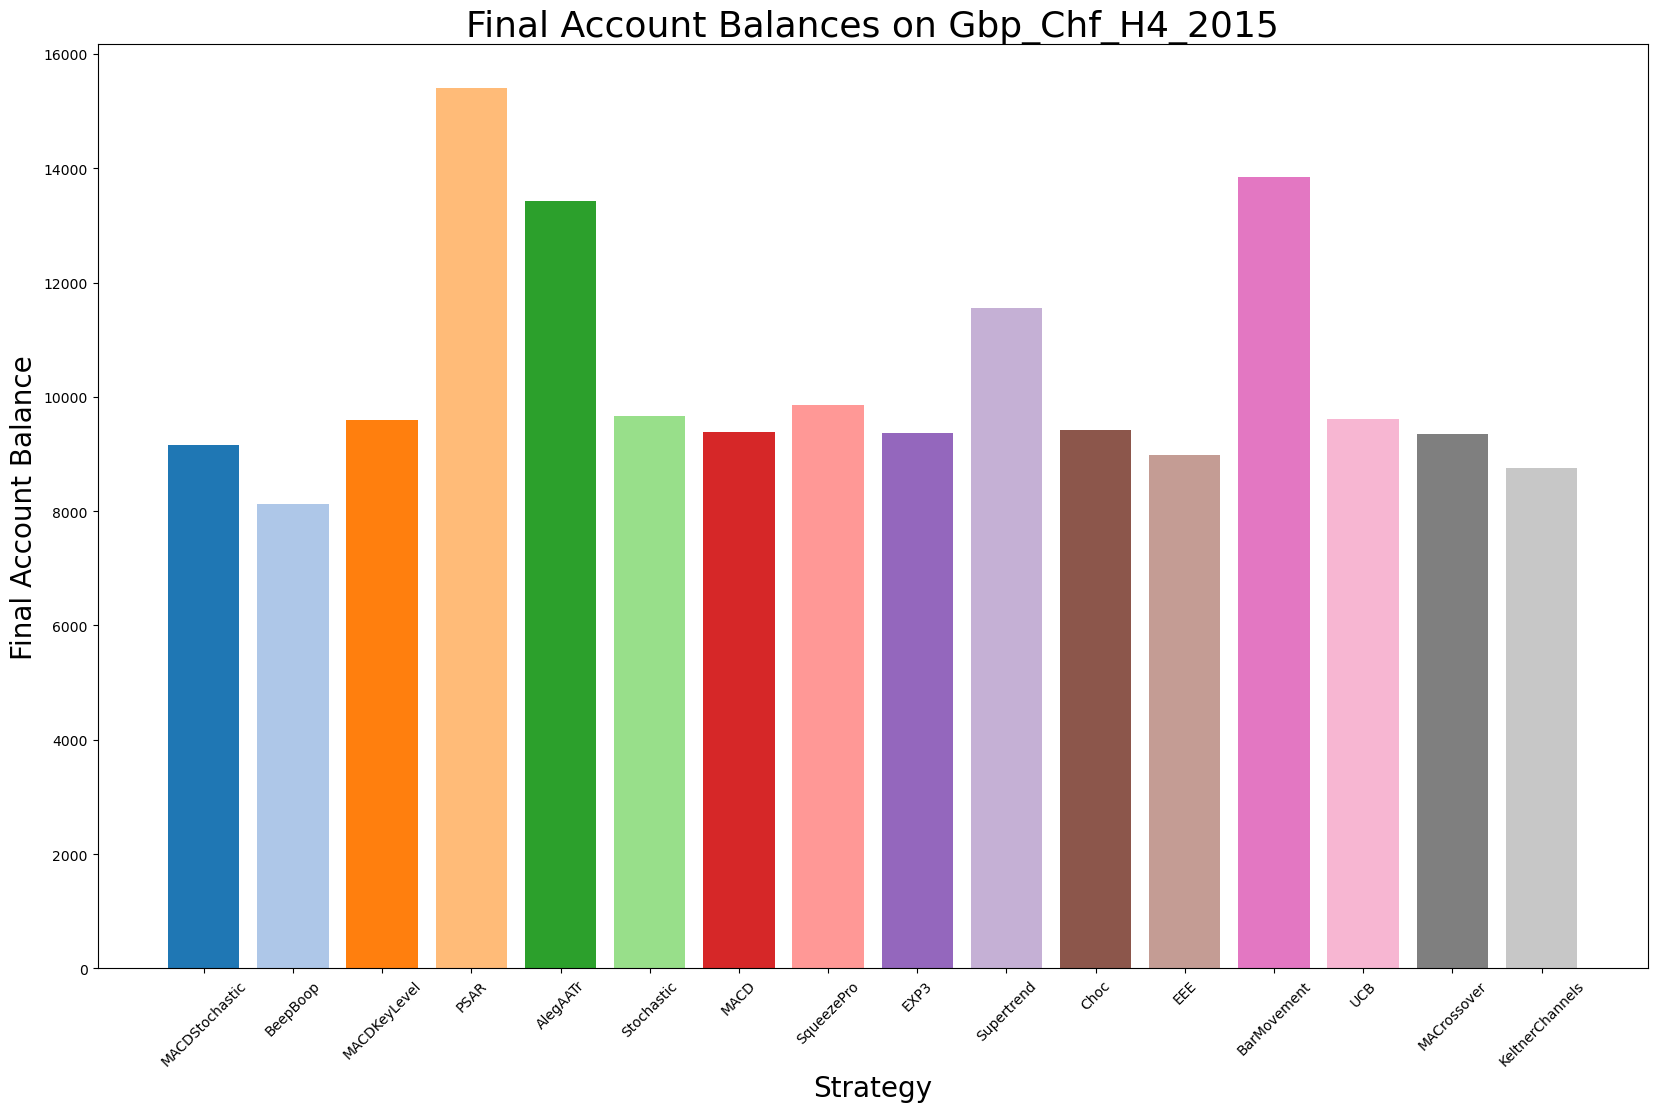 Final Account Balances on Gbp_Chf_H4_2015
Final Account Balance
16000
14000
12000
10000
8000
6000
4000
2000
0
MACDStochastic
BeepBoop
MACDKeyLevel
PSAR
AlegAATr
Stochastic
MACD
SqueezePro
EXP3
Supertrend
Choc
EEE
BarMovement
UCB
MACrossover
KeltnerChannels
Strategy